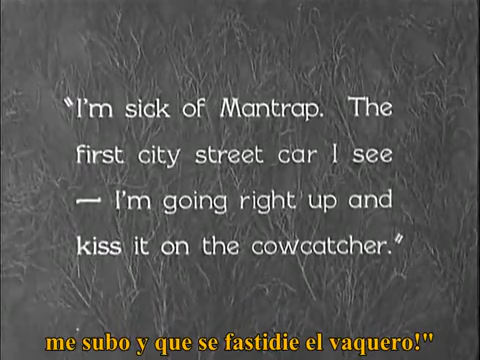 "I'm sick of Mantrap. The
first city street car I see
— I'm going right up and
kiss it on the cowcatcher."
me subo y que se fastidie el vaquero!"